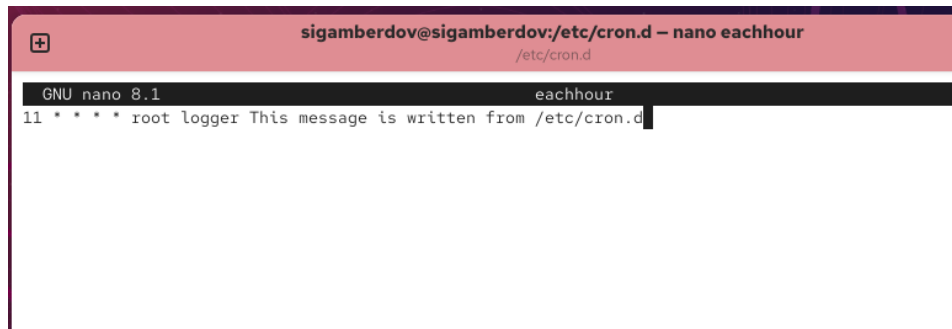 sigamberdov@sigamberdov:/etc/cron.d — nano eachhour
/etc/cron.d
GNU nano 8.1 eachhour
11 * * * * root logger This message is written from /etc/cron.d